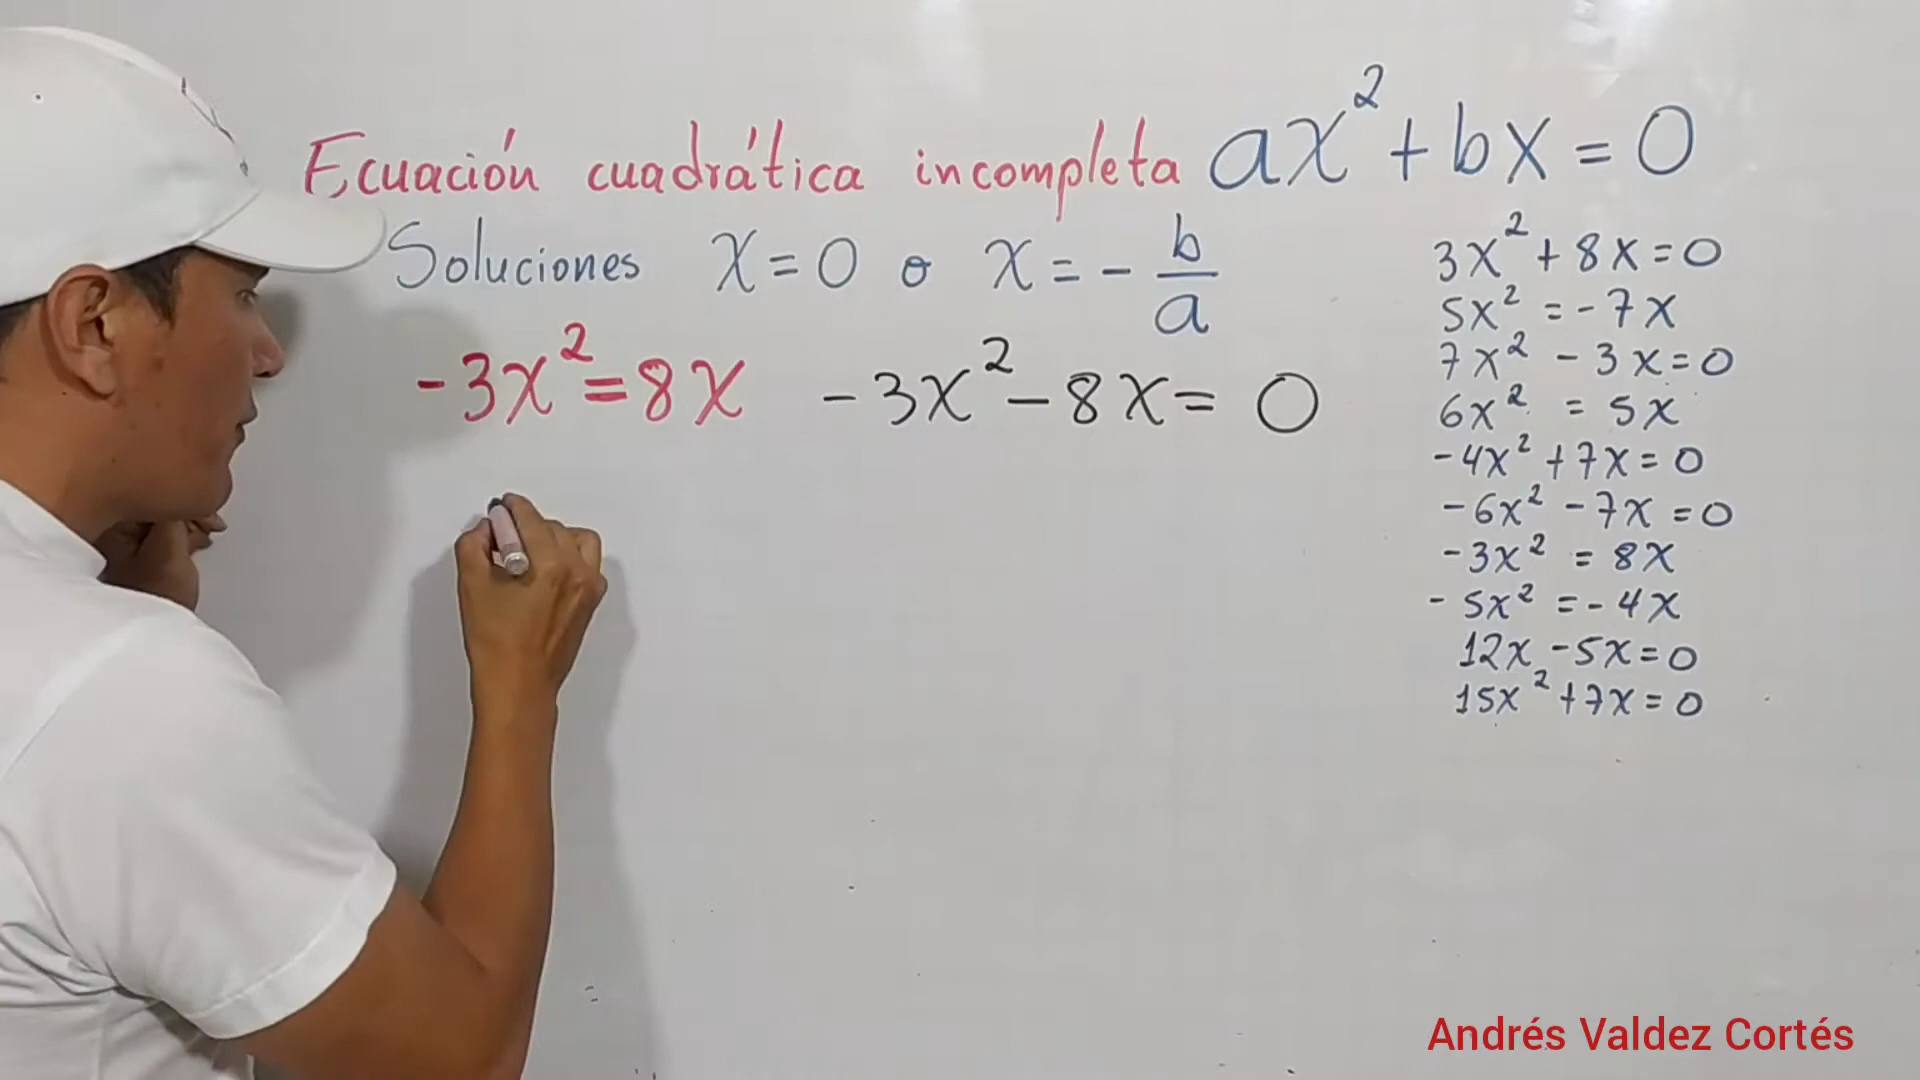 Ecuación cuadrática incompleta ax² + bx = 0
Soluciones x = 0 o x = - b/a
-3x² = 8x   -3x² - 8x = 0
3x² + 8x = 0
5x² = -7x
7x² - 3x = 0
6x² = 5x
-4x² + 7x = 0
-6x² - 7x = 0
-3x² = 8x
-5x² = -4x
12x - 5x = 0
15x² + 7x = 0
Andrés Valdez Cortés